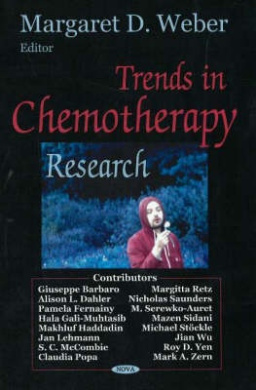 Margaret D. Weber
Editor
Trends in
Chemotherapy
Research
Contributors
Giuseppe Barbaro
Alison L. Dahler
Pamela Fernainy
Hala Gali-Muhtasib
Makhluf Haddadin
Jan Lehmann
S. C. McCombie
Claudia Popa
Margitta Retz
Nicholas Saunders
M. Serewko-Auret
Mazen Sidani
Michael Stöckle
Jian Wu
Roy D. Yen
Mark A. Zern
NOVA